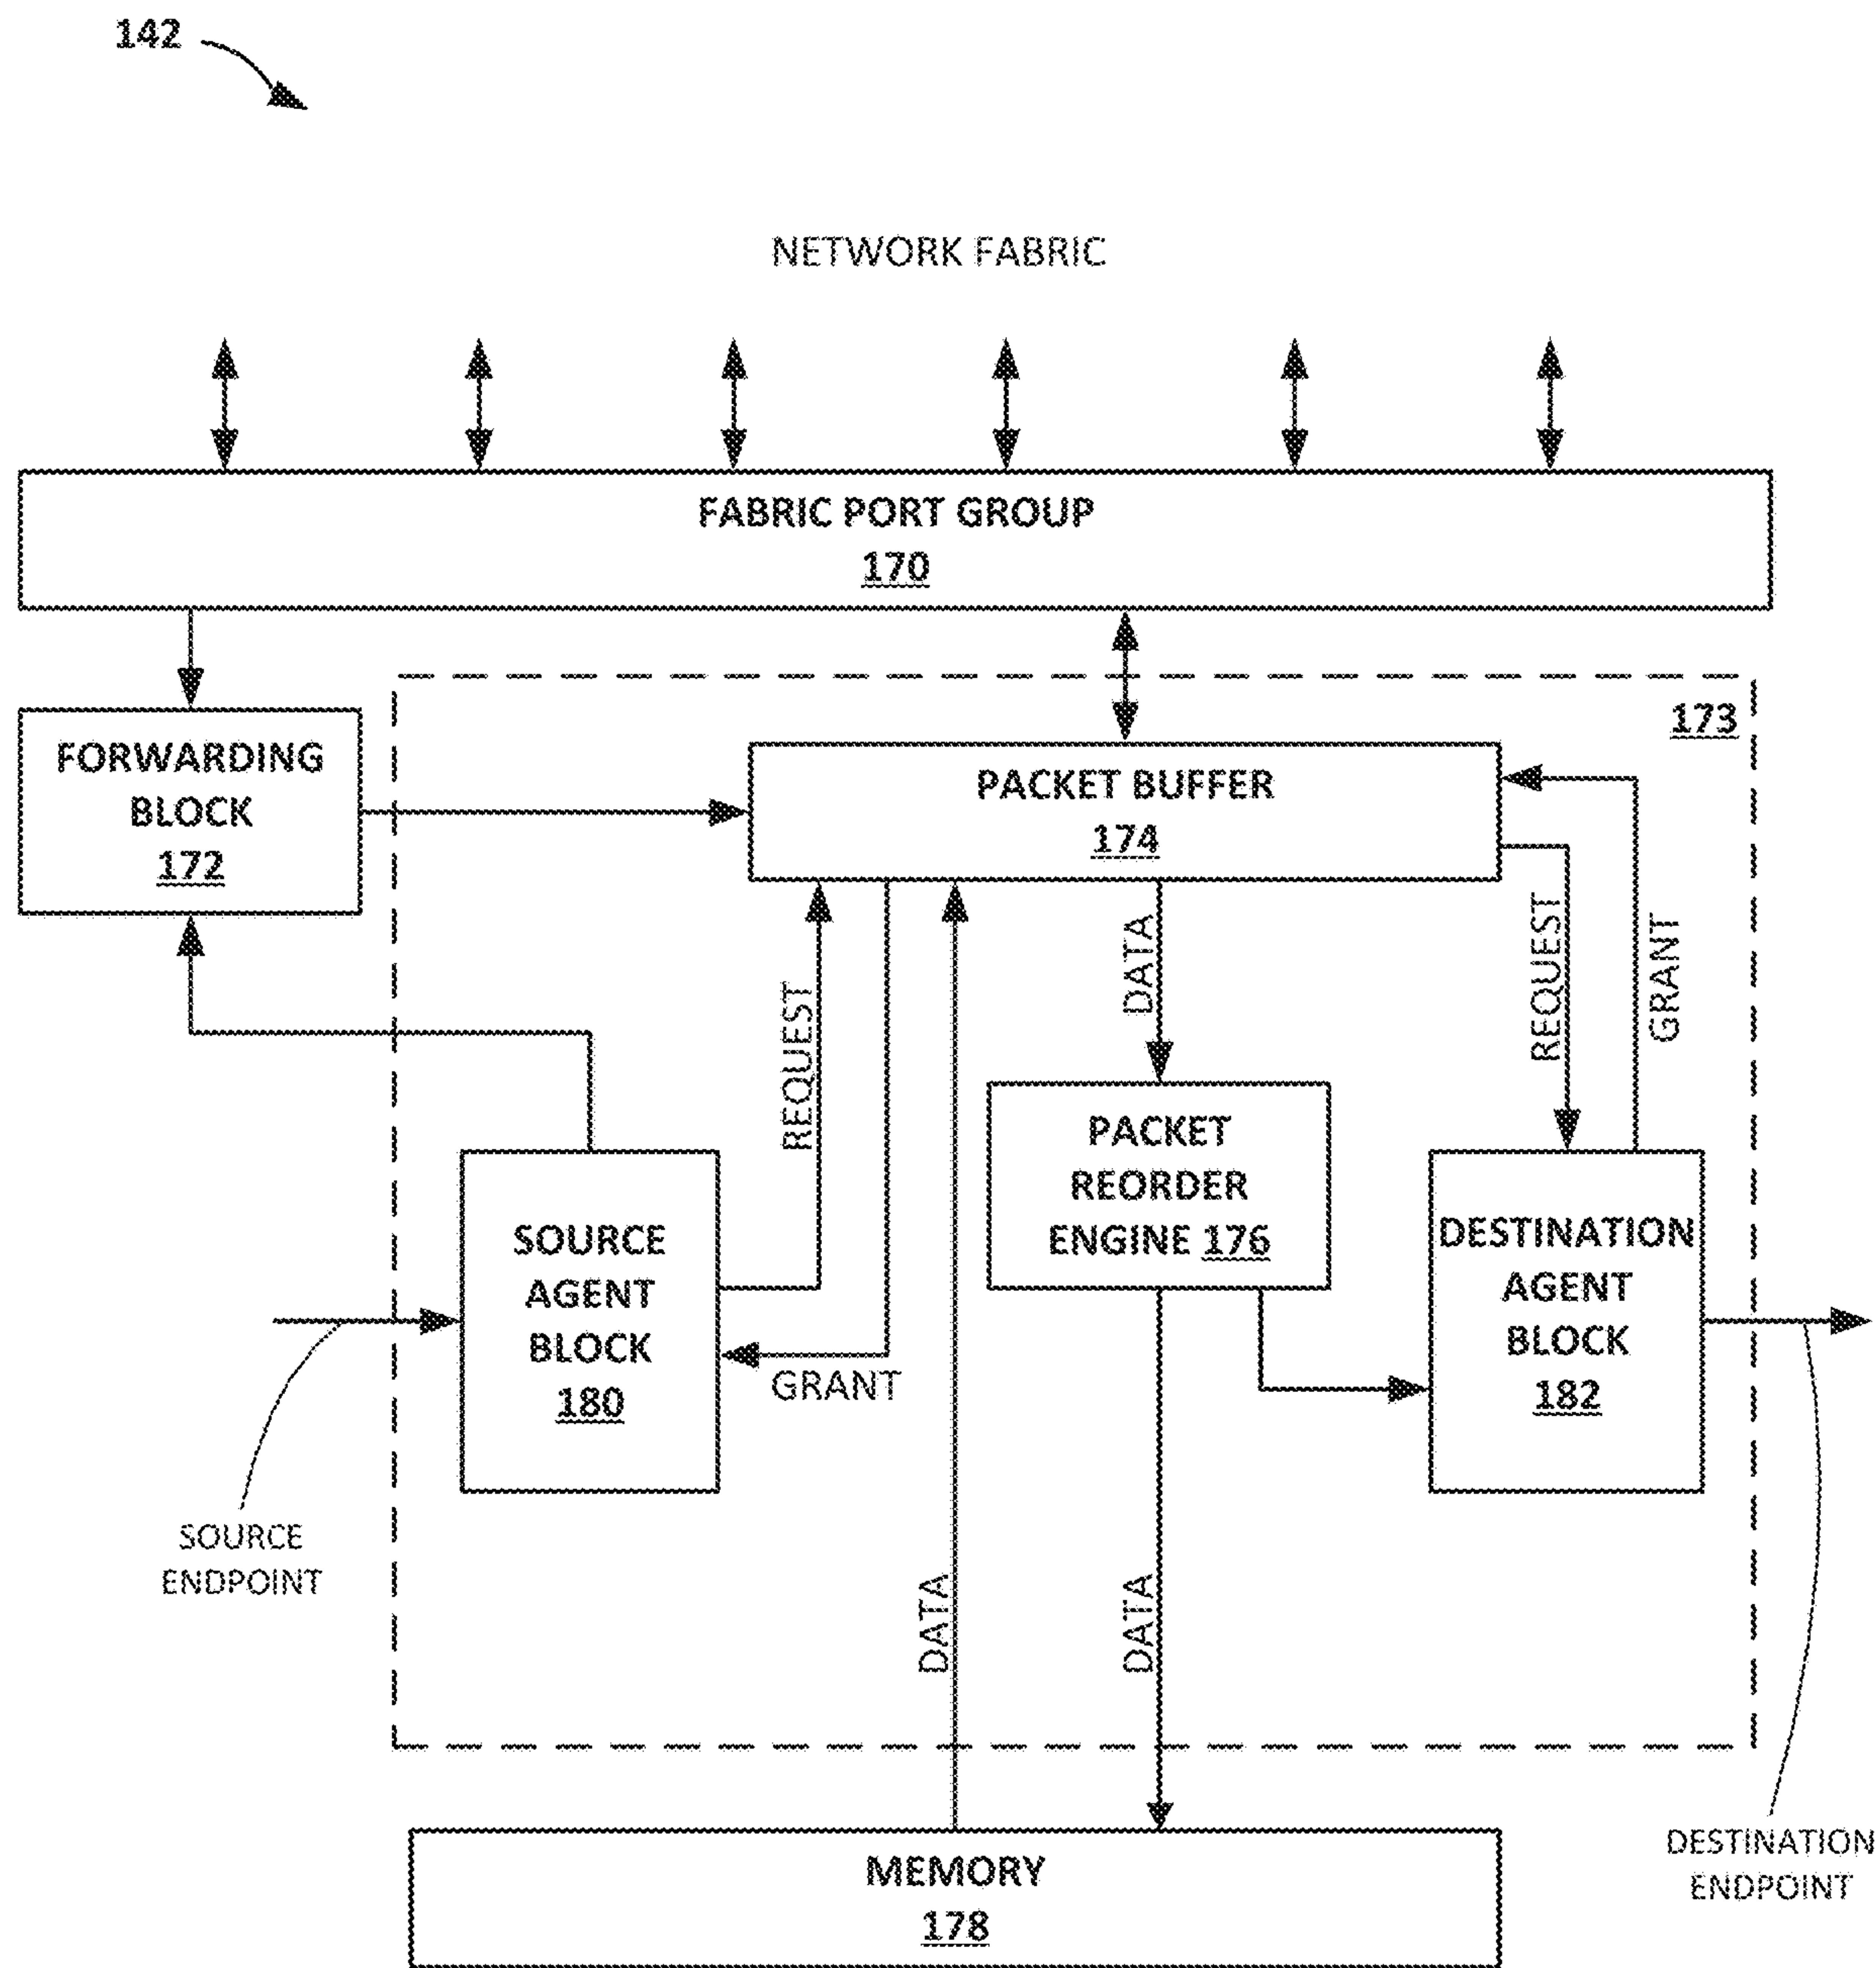 142
NETWORK FABRIC
FABRIC PORT GROUP
170
173
FORWARDING
BLOCK
172
PACKET BUFFER
174
DATA
REQUEST
GRANT
REQUEST
PACKET
REORDER
ENGINE 176
SOURCE
AGENT
BLOCK
180
DESTINATION
AGENT
BLOCK
182
GRANT
SOURCE
ENDPOINT
DATA
DATA
DESTINATION
ENDPOINT
MEMORY
178